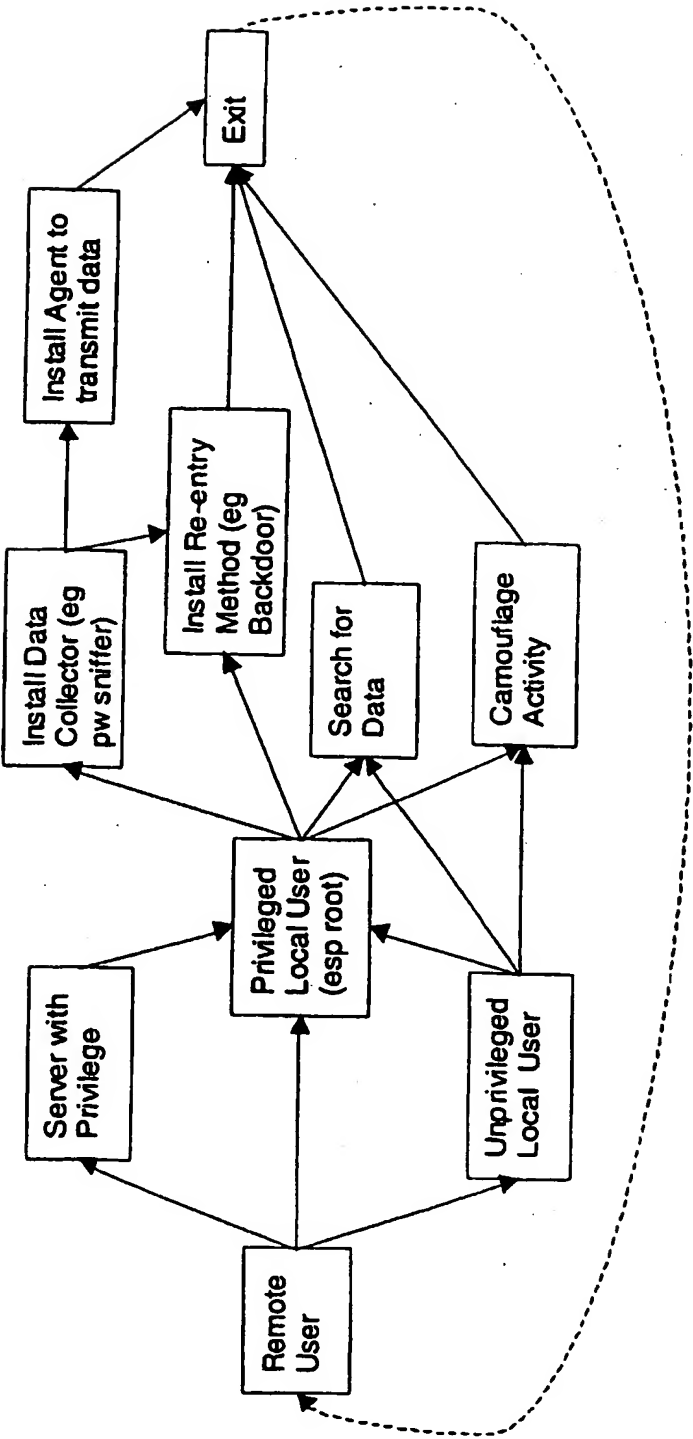 Remote
User
Server with
Privilege
Privileged
Local User
(esp root)
Unprivileged
Local User
Install Data
Collector (eg
pw sniffer)
Install Re-entry
Method (eg
Backdoor)
Search for
Data
Camouflage
Activity
Install Agent to
transmit data
Exit